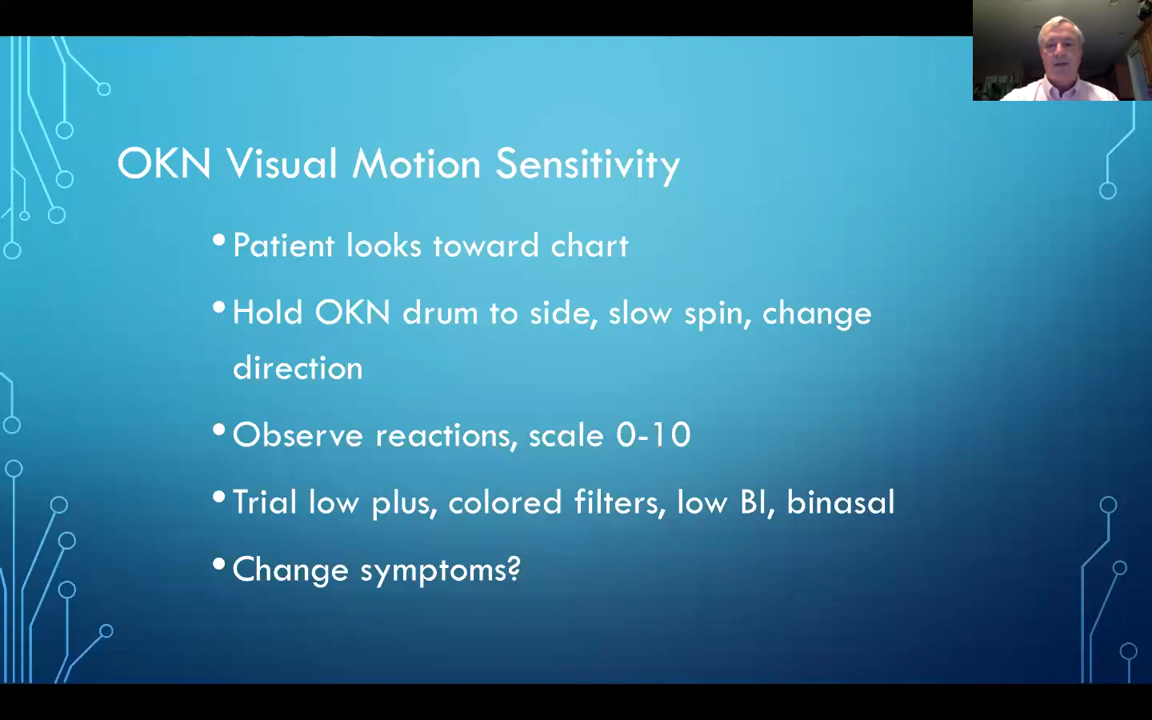 OKN Visual Motion Sensitivity
•Patient looks toward chart
•Hold OKN drum to side, slow spin, change
direction
•Observe reactions, scale 0-10
•Trial low plus, colored filters, low BI, binasal
•Change symptoms?